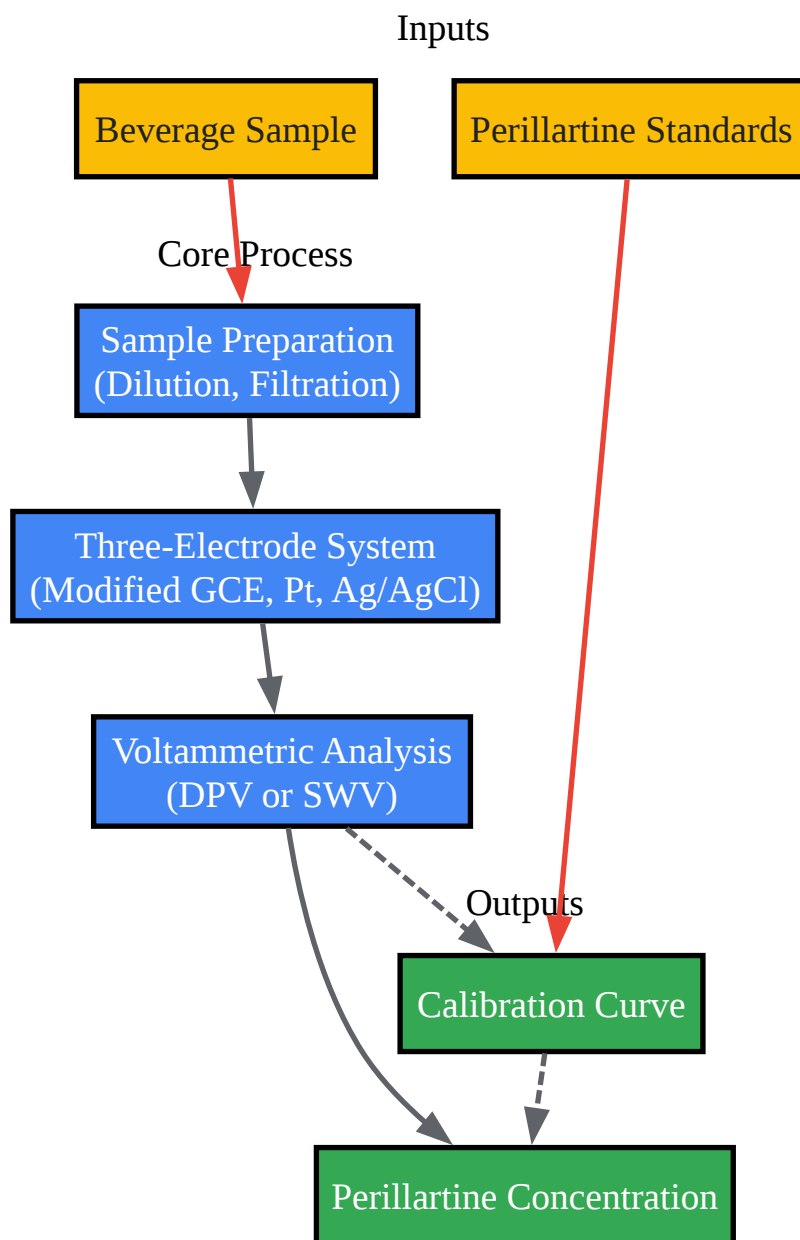 Inputs
Beverage Sample
Perillartine Standards
Core Process
Sample Preparation
(Dilution, Filtration)
Three-Electrode System
(Modified GCE, Pt, Ag/AgCl)
Voltammetric Analysis
(DPV or SWV)
Outputs
Calibration Curve
Perillartine Concentration